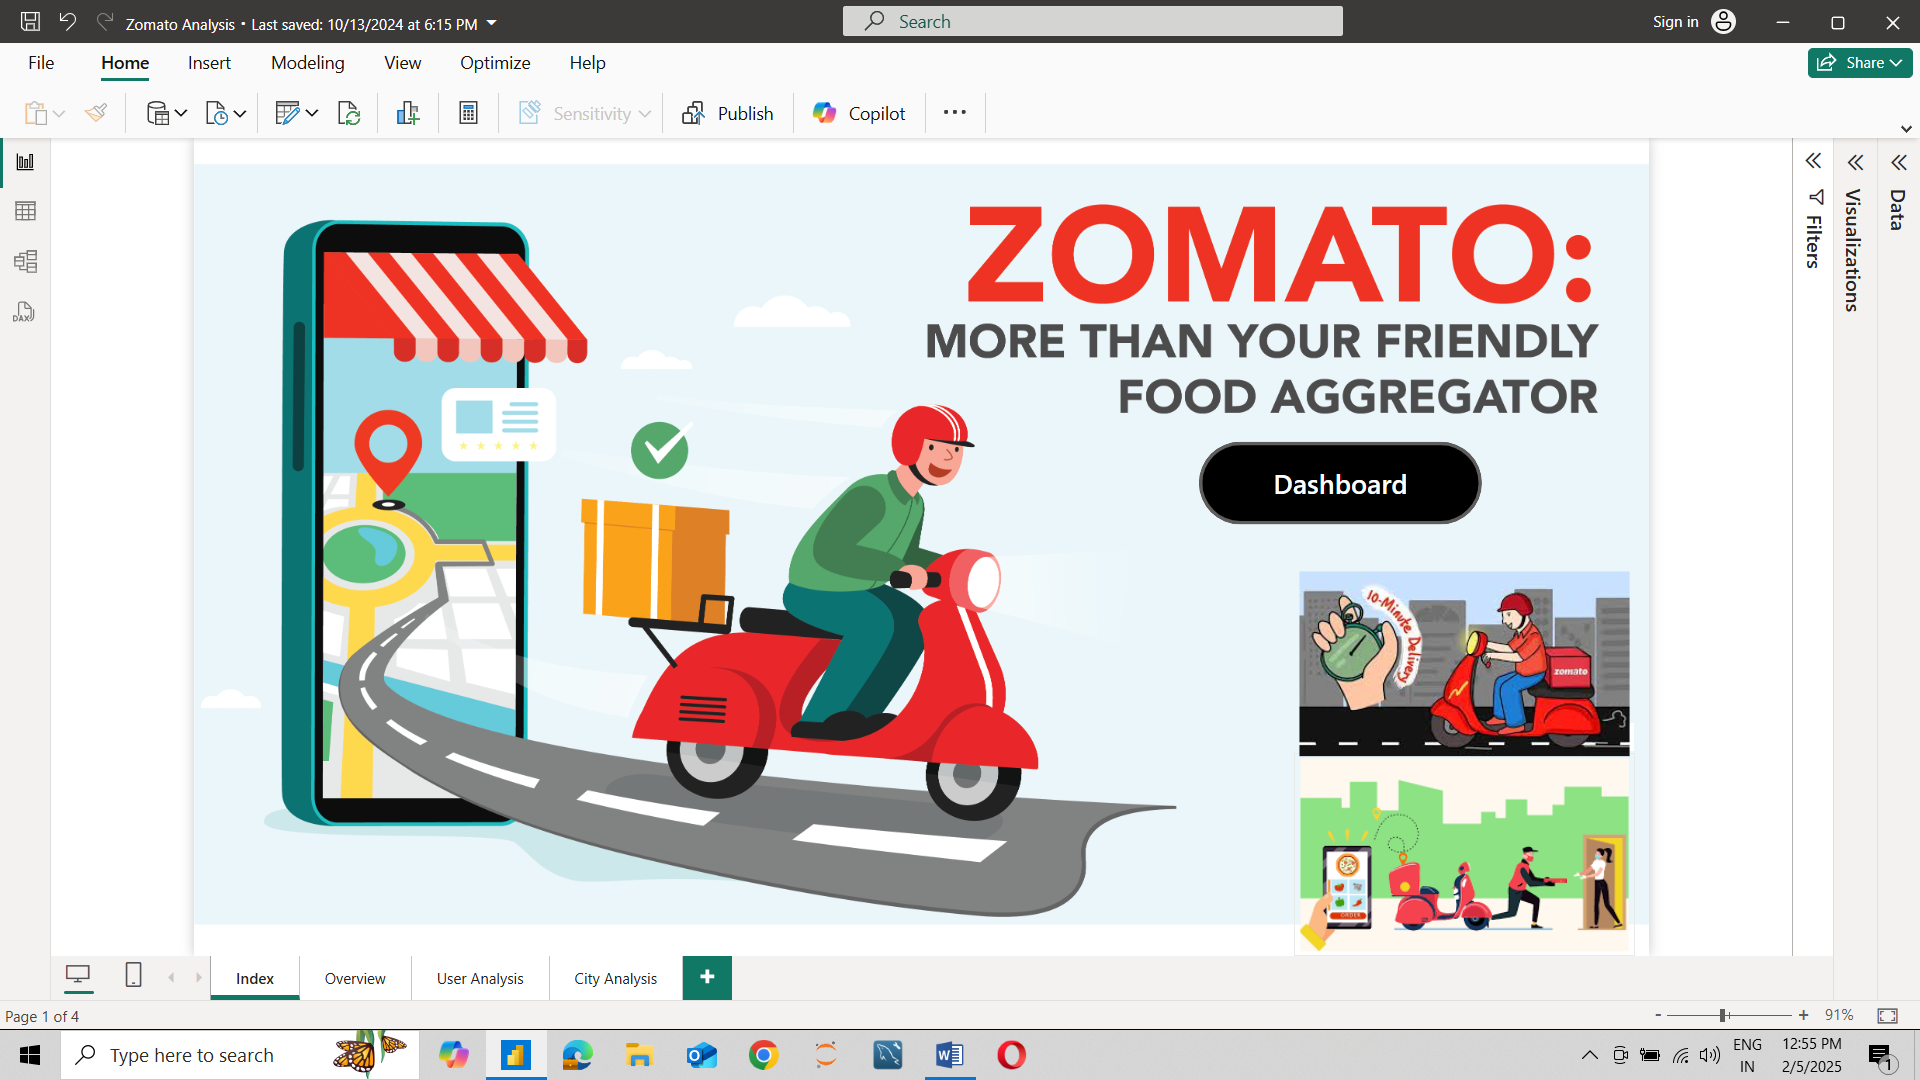 Zomato Analysis • Last saved: 10/13/2024 at 6:15 PM
Search
Sign in
File
Home
Insert
Modeling
View
Optimize
Help
Share
Sensitivity
Publish
Copilot
DAX
ZOMATO:
MORE THAN YOUR FRIENDLY
FOOD AGGREGATOR
Dashboard
10-Minute Delivery
zomato
ORDER
Filters
Visualizations
Data
Index
Overview
User Analysis
City Analysis
Page 1 of 4
91%
Type here to search
ENG
IN
12:55 PM
2/5/2025
1